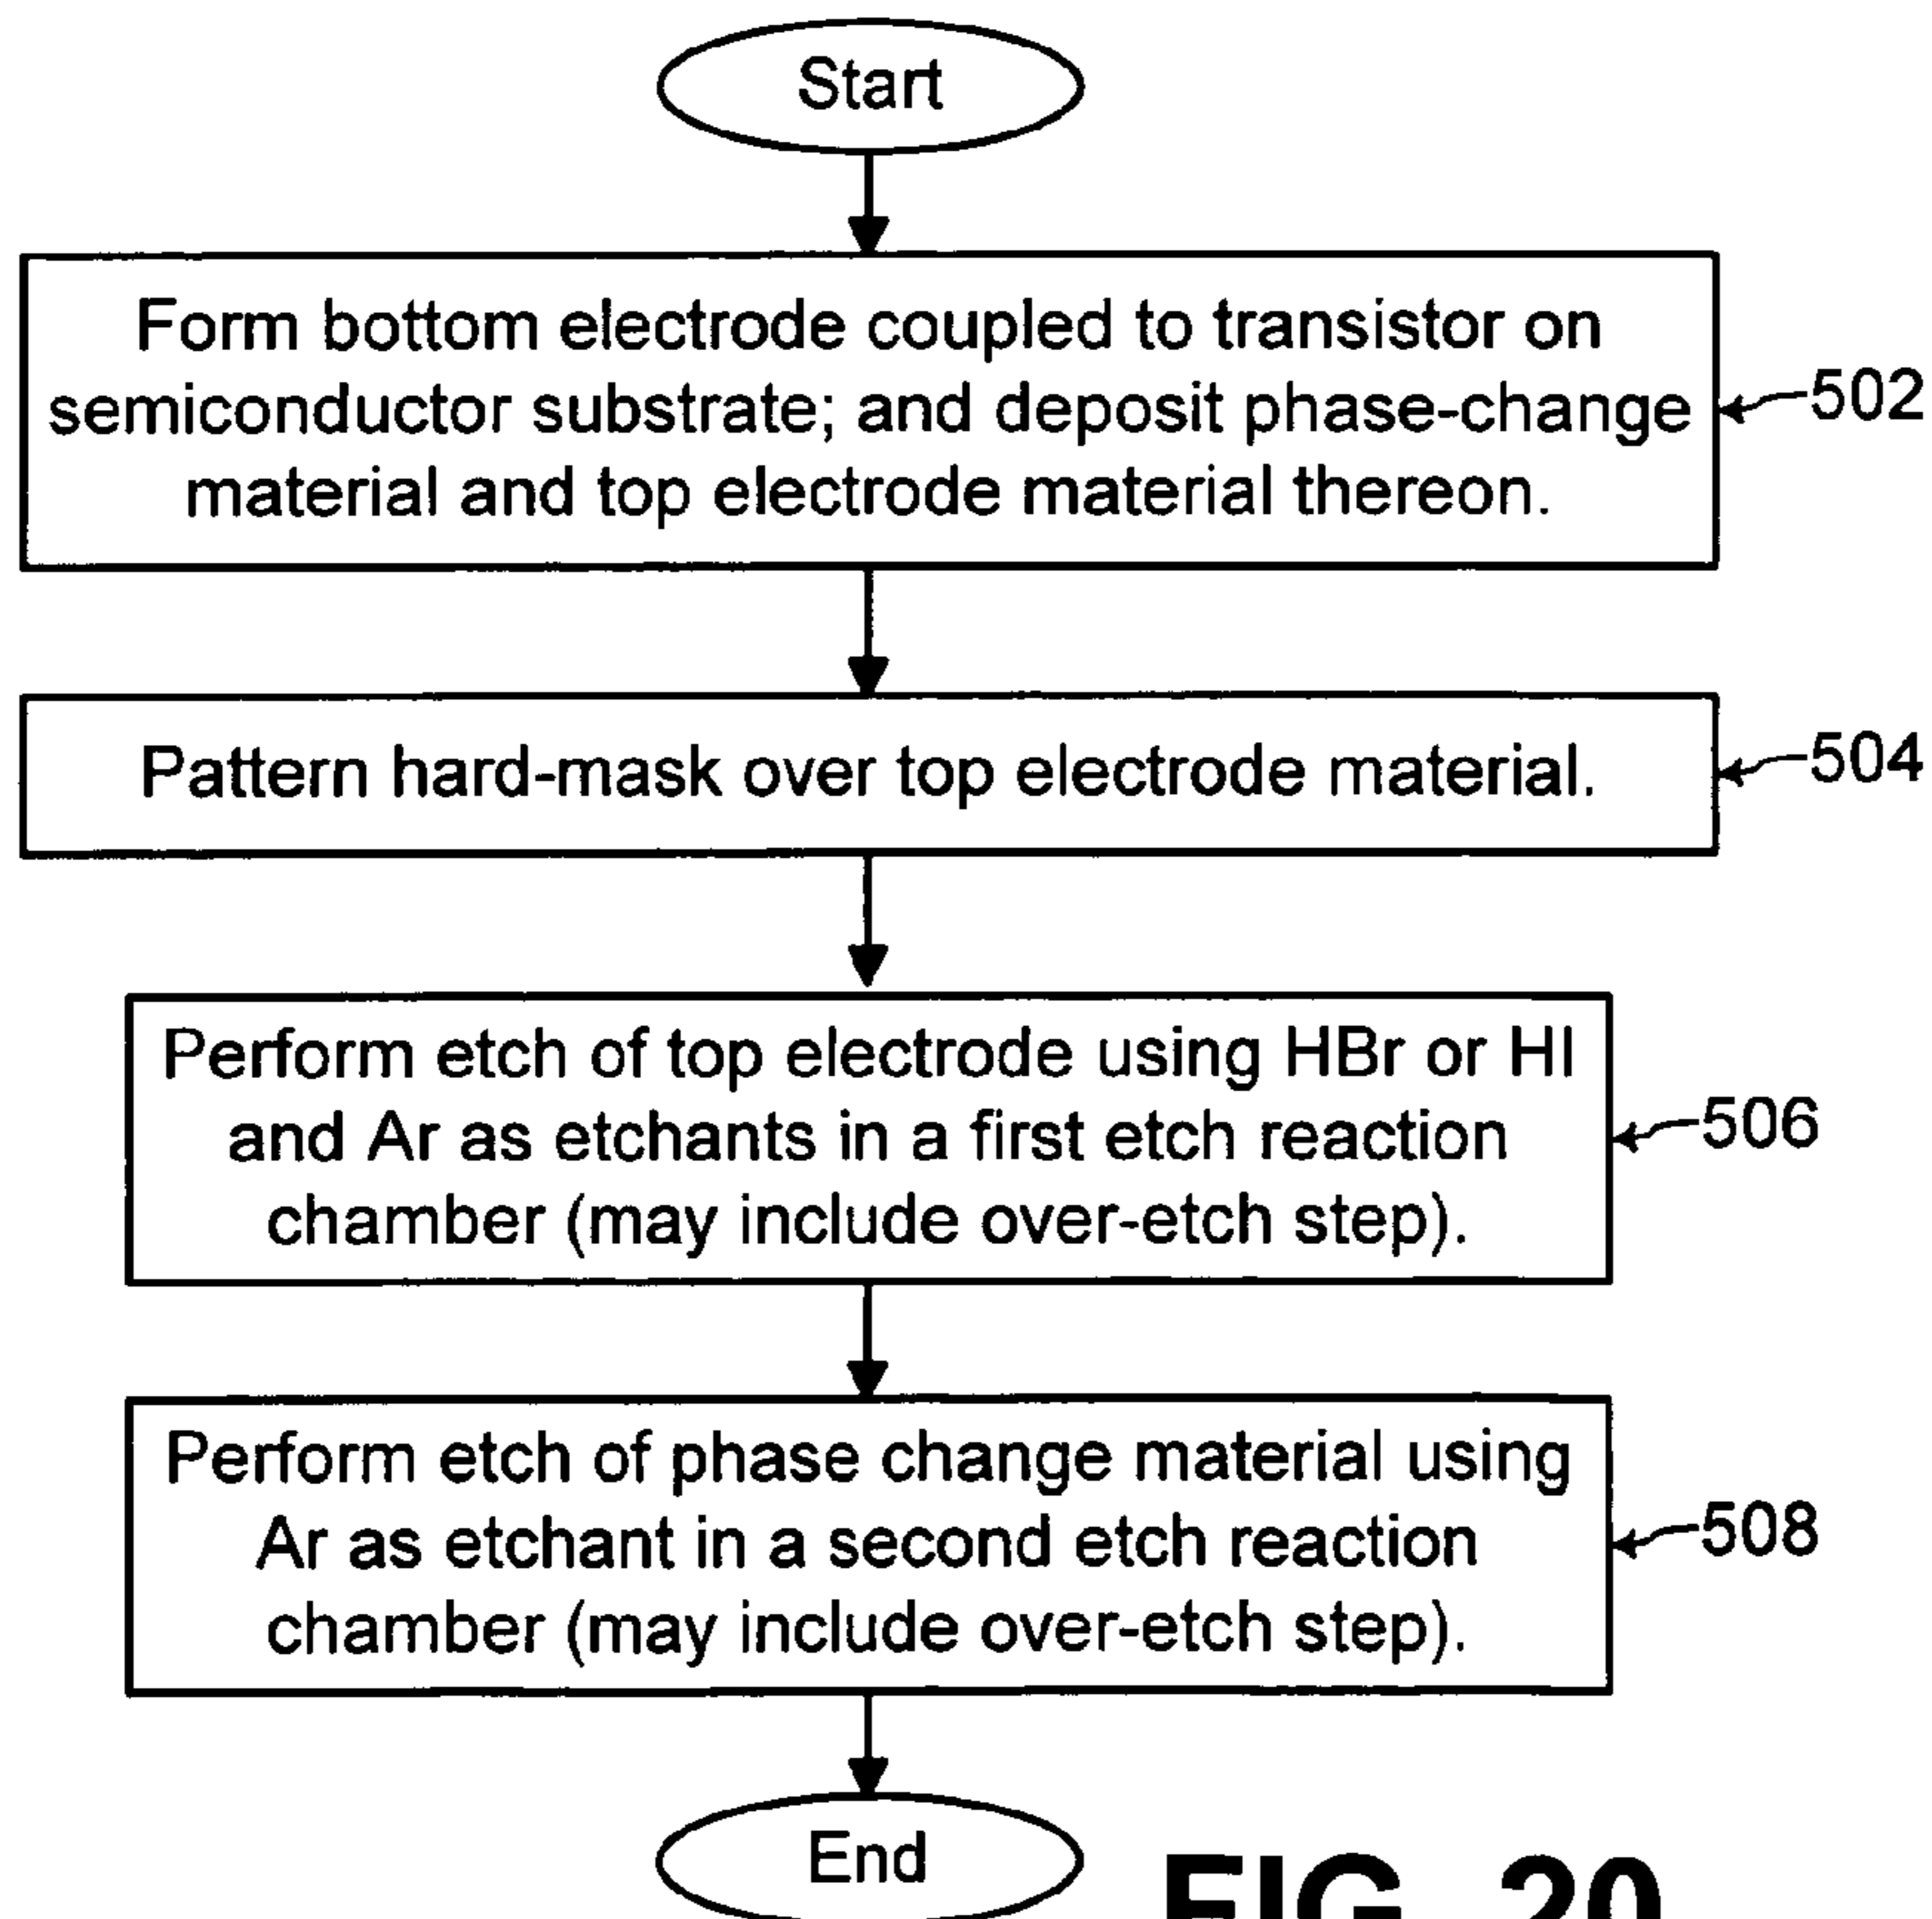 Start
Form bottom electrode coupled to transistor on
semiconductor substrate; and deposit phase-change
material and top electrode material thereon.
502
Pattern hard-mask over top electrode material.
504
Perform etch of top electrode using HBr or HI
and Ar as etchants in a first etch reaction
chamber (may include over-etch step).
506
Perform etch of phase change material using
Ar as etchant in a second etch reaction
chamber (may include over-etch step).
508
End
FIG. 20